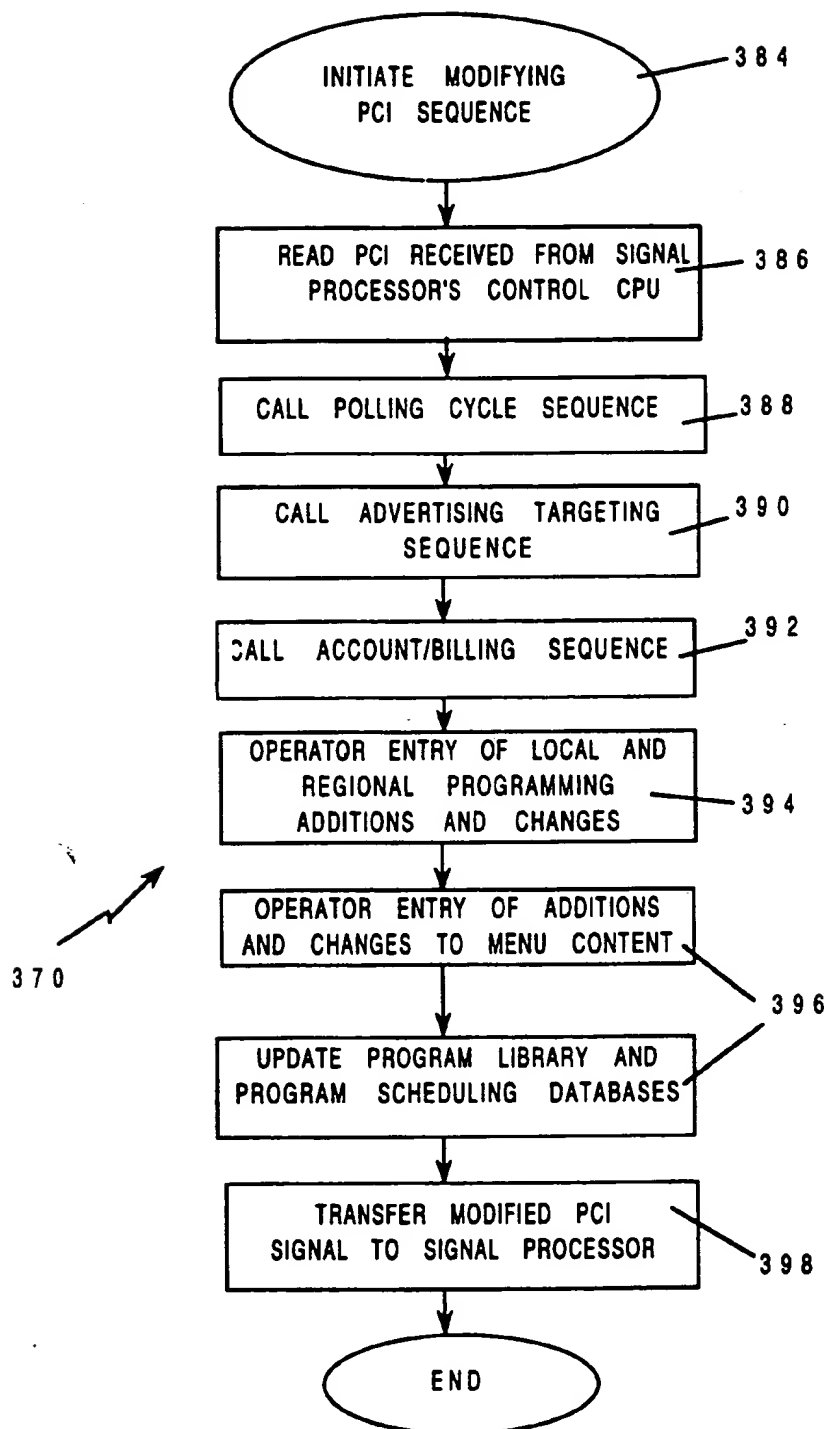 INITIATE MODIFYING
PCI SEQUENCE
384
READ PCI RECEIVED FROM SIGNAL
PROCESSOR'S CONTROL CPU
386
CALL POLLING CYCLE SEQUENCE
388
CALL ADVERTISING TARGETING
SEQUENCE
390
CALL ACCOUNT/BILLING SEQUENCE
392
OPERATOR ENTRY OF LOCAL AND
REGIONAL PROGRAMMING
ADDITIONS AND CHANGES
394
370
OPERATOR ENTRY OF ADDITIONS
AND CHANGES TO MENU CONTENT
396
UPDATE PROGRAM LIBRARY AND
PROGRAM SCHEDULING DATABASES
TRANSFER MODIFIED PCI
SIGNAL TO SIGNAL PROCESSOR
398
END